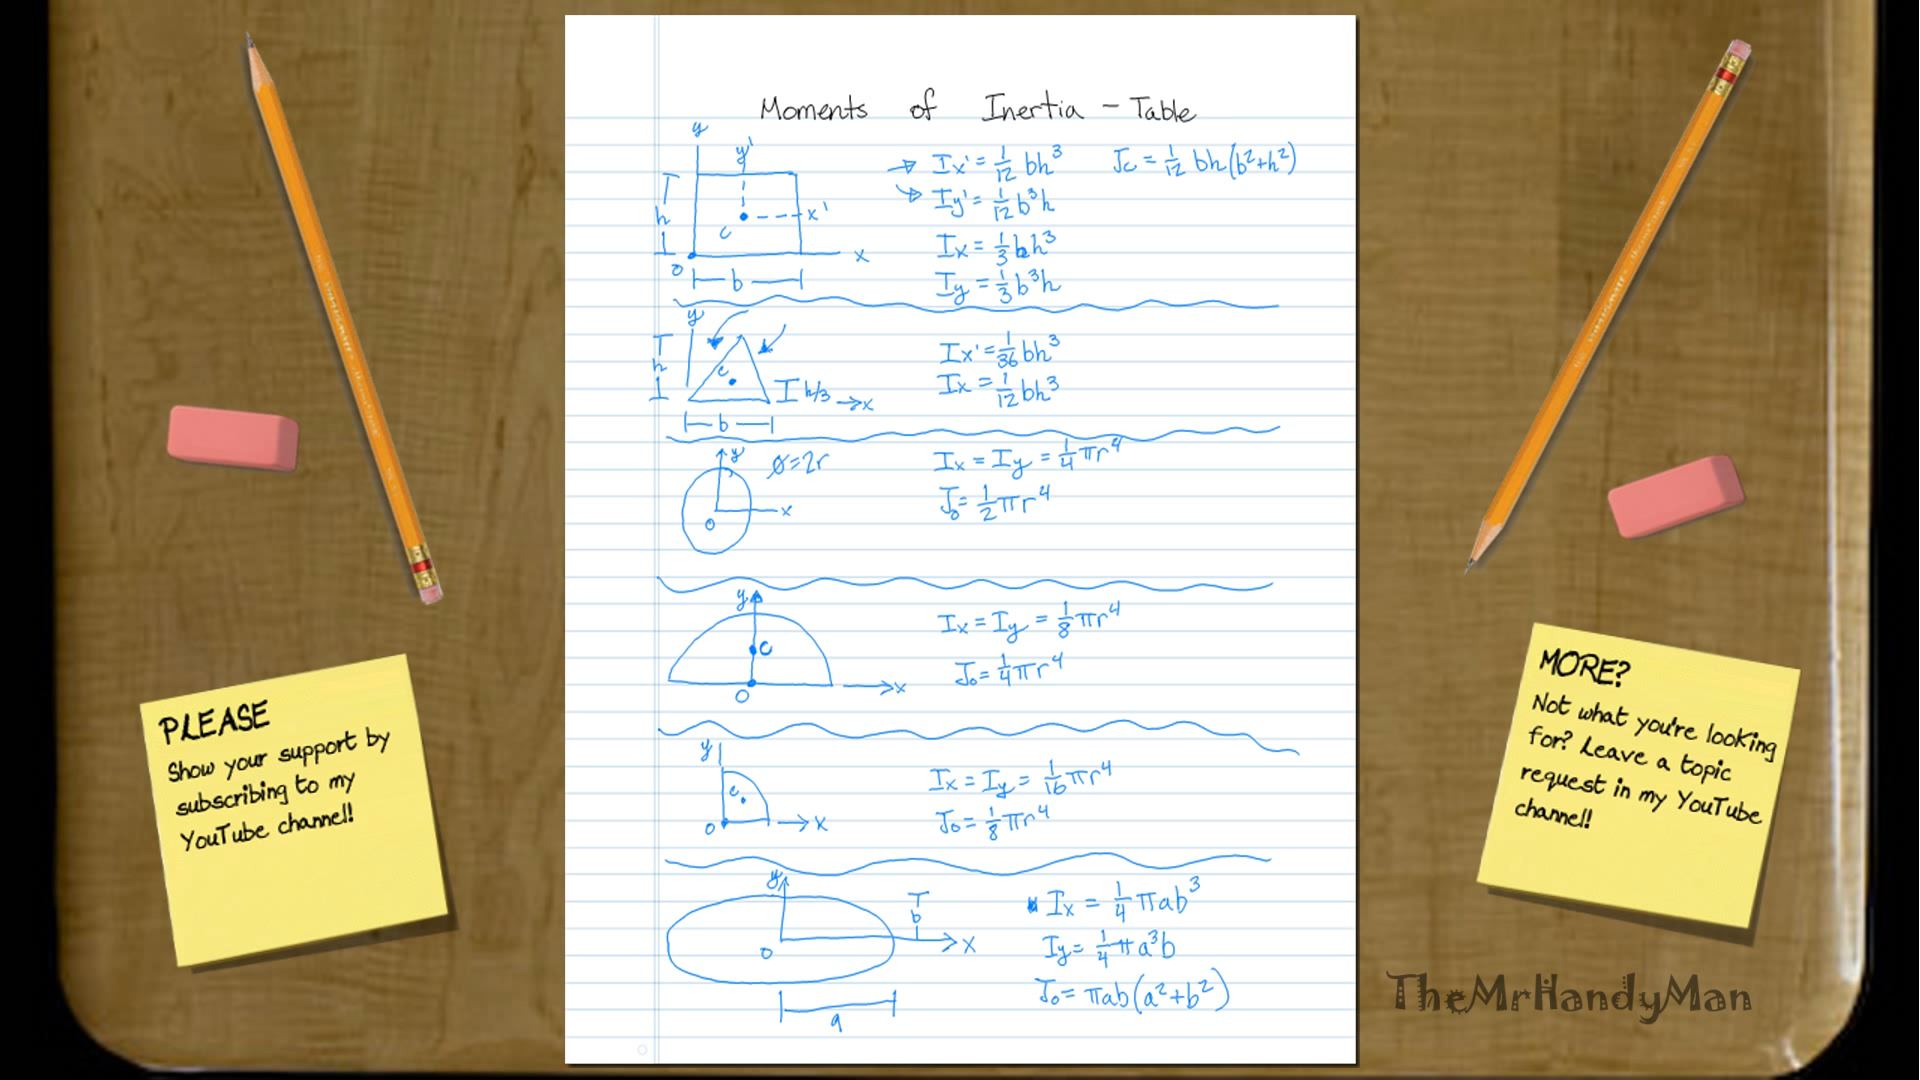 Moments of Inertia - Table
y
y'
h
c
x'
o
x
b
Ix' = 1/12 bh³
Jc = 1/12 bh(b²+h²)
Iy' = 1/12 b³h
Ix = 1/3 bh³
Iy = 1/3 b³h
y
h
c
h/3
x
b
Ix' = 1/36 bh³
Ix = 1/12 bh³
y
ø=2r
x
o
Ix = Iy = 1/4 πr⁴
Jo = 1/2 πr⁴
y
c
o
x
Ix = Iy = 1/8 πr⁴
Jo = 1/4 πr⁴
y
c
o
x
Ix = Iy = 1/16 πr⁴
Jo = 1/8 πr⁴
y
b
o
x
a
Ix = 1/4 πab³
Iy = 1/4 πa³b
Jo = πab(a²+b²)
PLEASE
Show your support by
subscribing to my
YouTube channel!
MORE?
Not what you're looking
for? Leave a topic
request in my YouTube
channel!
TheMrHandyMan